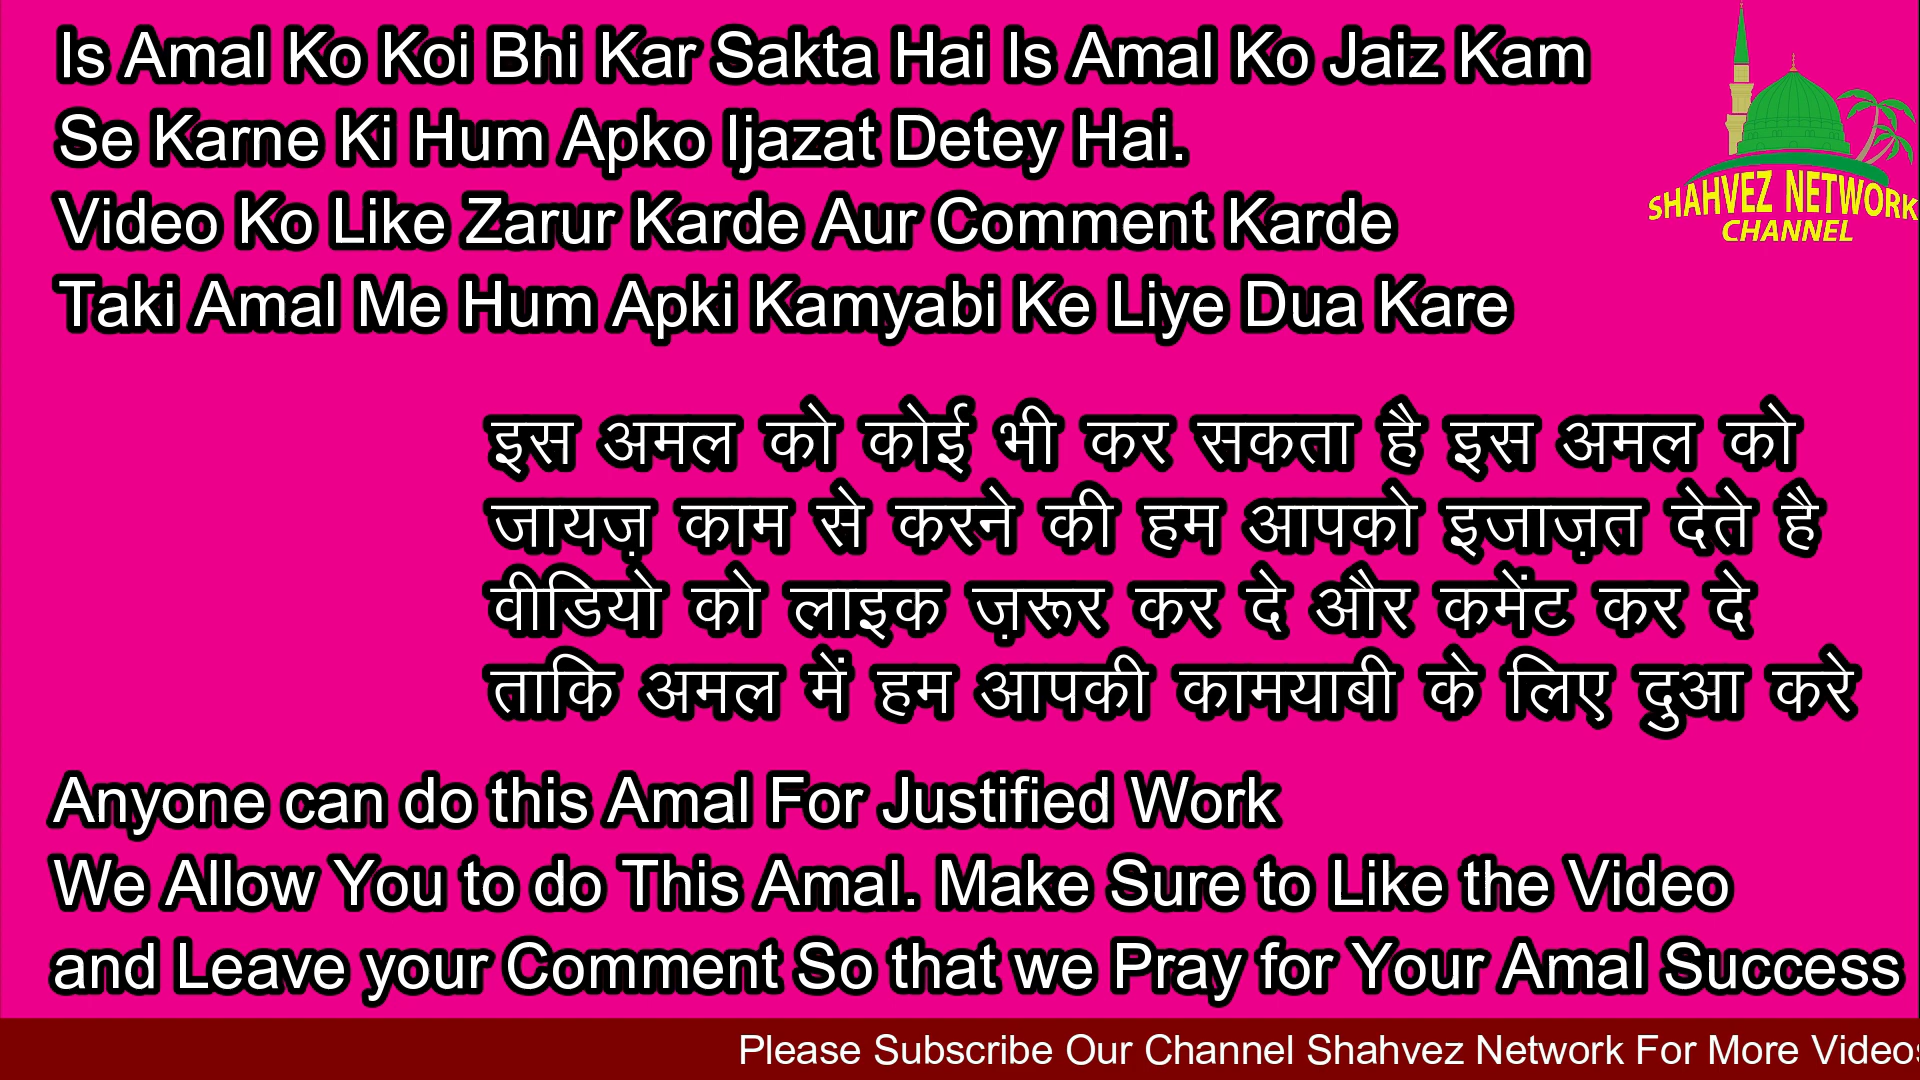 Is Amal Ko Koi Bhi Kar Sakta Hai Is Amal Ko Jaiz Kam
Se Karne Ki Hum Apko Ijazat Detey Hai.
Video Ko Like Zarur Karde Aur Comment Karde
Taki Amal Me Hum Apki Kamyabi Ke Liye Dua Kare
SHAHVEZ NETWORK
CHANNEL
इस अमल को कोई भी कर सकता है इस अमल को
जायज़ काम से करने की हम आपको इजाज़त देते है
वीडियो को लाइक ज़रूर कर दे और कमेंट कर दे
ताकि अमल में हम आपकी कामयाबी के लिए दुआ करे
Anyone can do this Amal For Justified Work
We Allow You to do This Amal. Make Sure to Like the Video
and Leave your Comment So that we Pray for Your Amal Success
Please Subscribe Our Channel Shahvez Network For More Videos